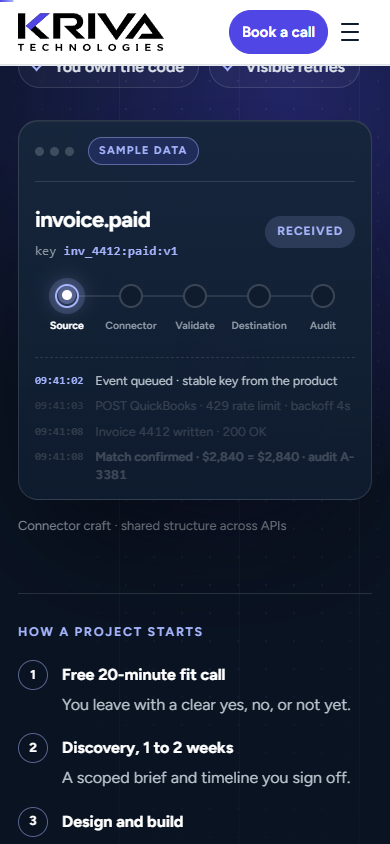 KRIVA
TECHNOLOGIES
Book a call
You own the code
Visible retries
SAMPLE DATA
invoice.paid
key inv_4412:paid:v1
RECEIVED
Source Connector Validate Destination Audit
09:41:02 Event queued · stable key from the product
09:41:03 POST QuickBooks · 429 rate limit · backoff 4s
09:41:08 Invoice 4412 written · 200 OK
09:41:08 Match confirmed · $2,840 = $2,840 · audit A-
3381
Connector craft · shared structure across APIs
HOW A PROJECT STARTS
1 Free 20-minute fit call
You leave with a clear yes, no, or not yet.
2 Discovery, 1 to 2 weeks
A scoped brief and timeline you sign off.
3 Design and build